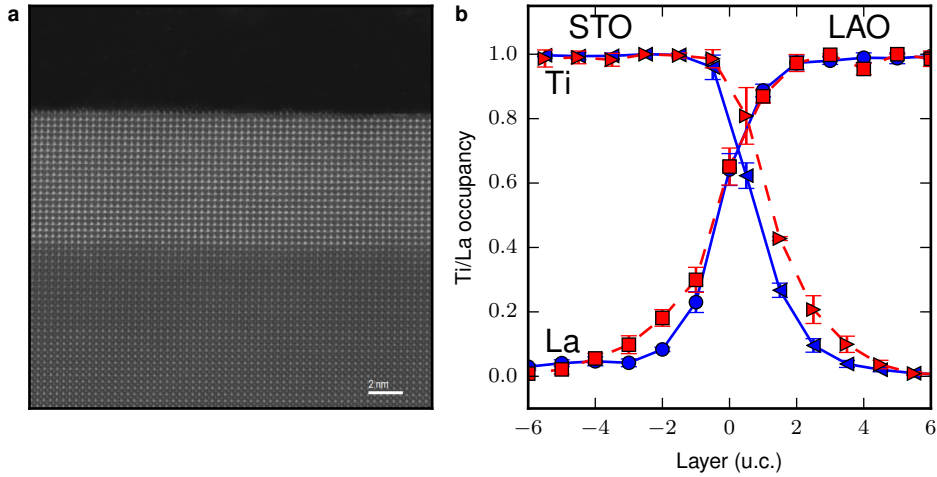 a
2 nm
b
STO LAO
Ti
La
Ti/La occupancy
1.0
0.8
0.6
0.4
0.2
0.0
−6 −4 −2 0 2 4 6
Layer (u.c.)